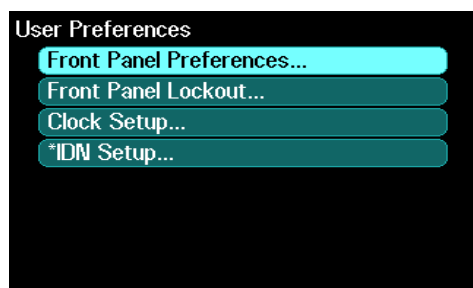 User Preferences
Front Panel Preferences...
Front Panel Lockout...
Clock Setup...
*IDN Setup...